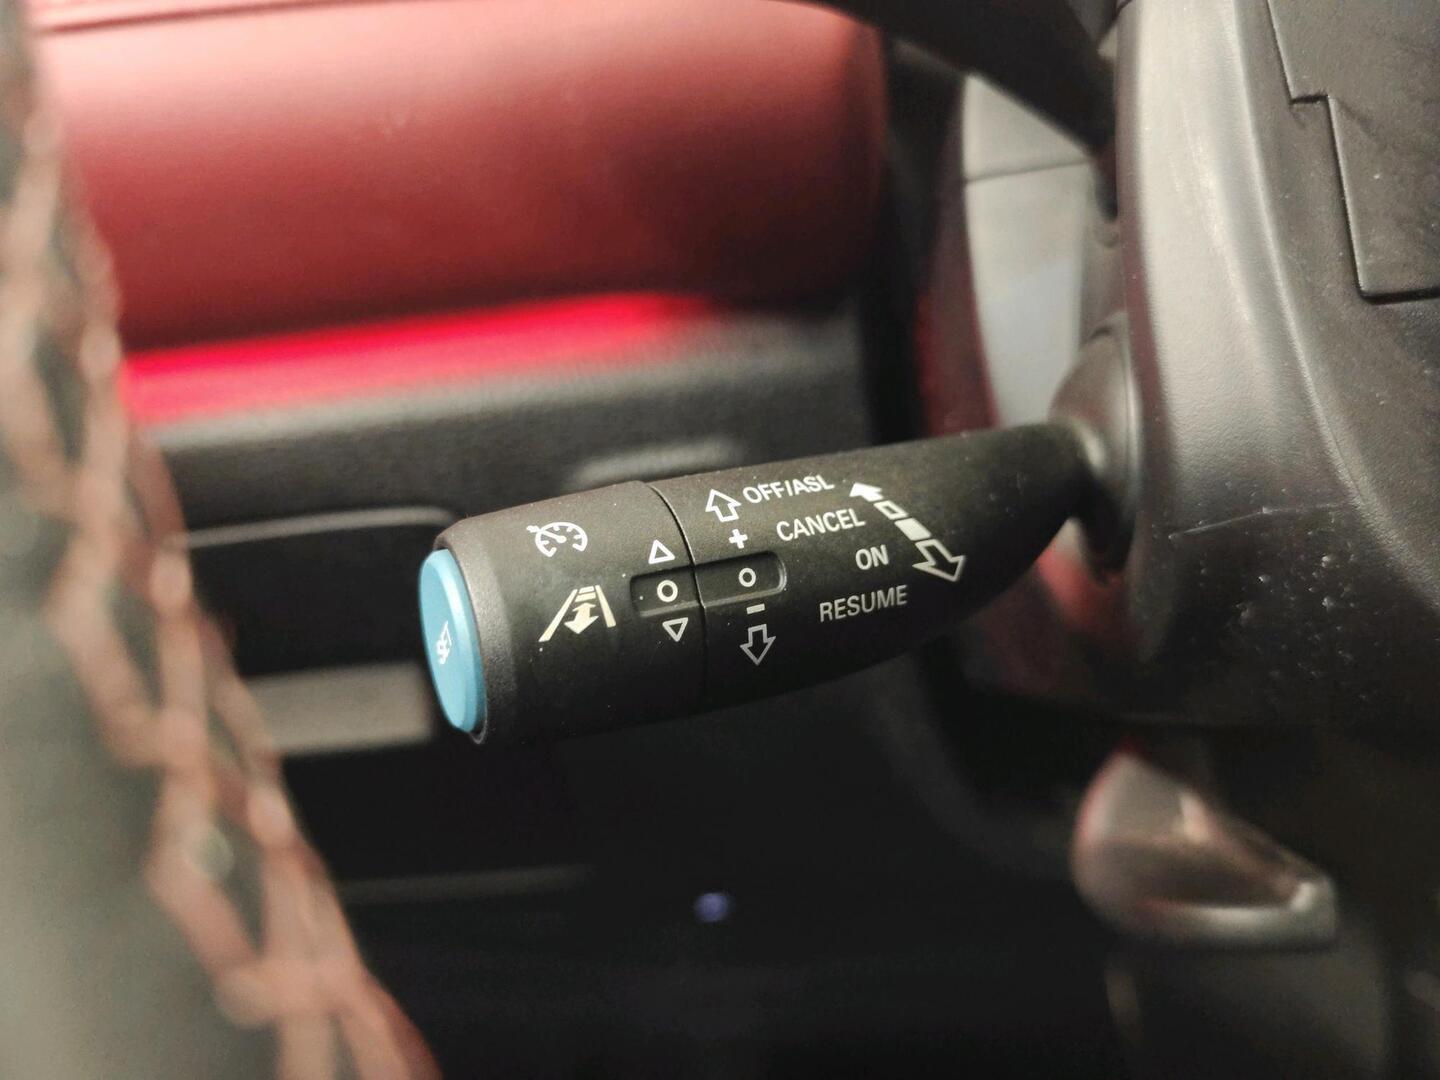 OFF/ASL
+
CANCEL
ON
RESUME
-